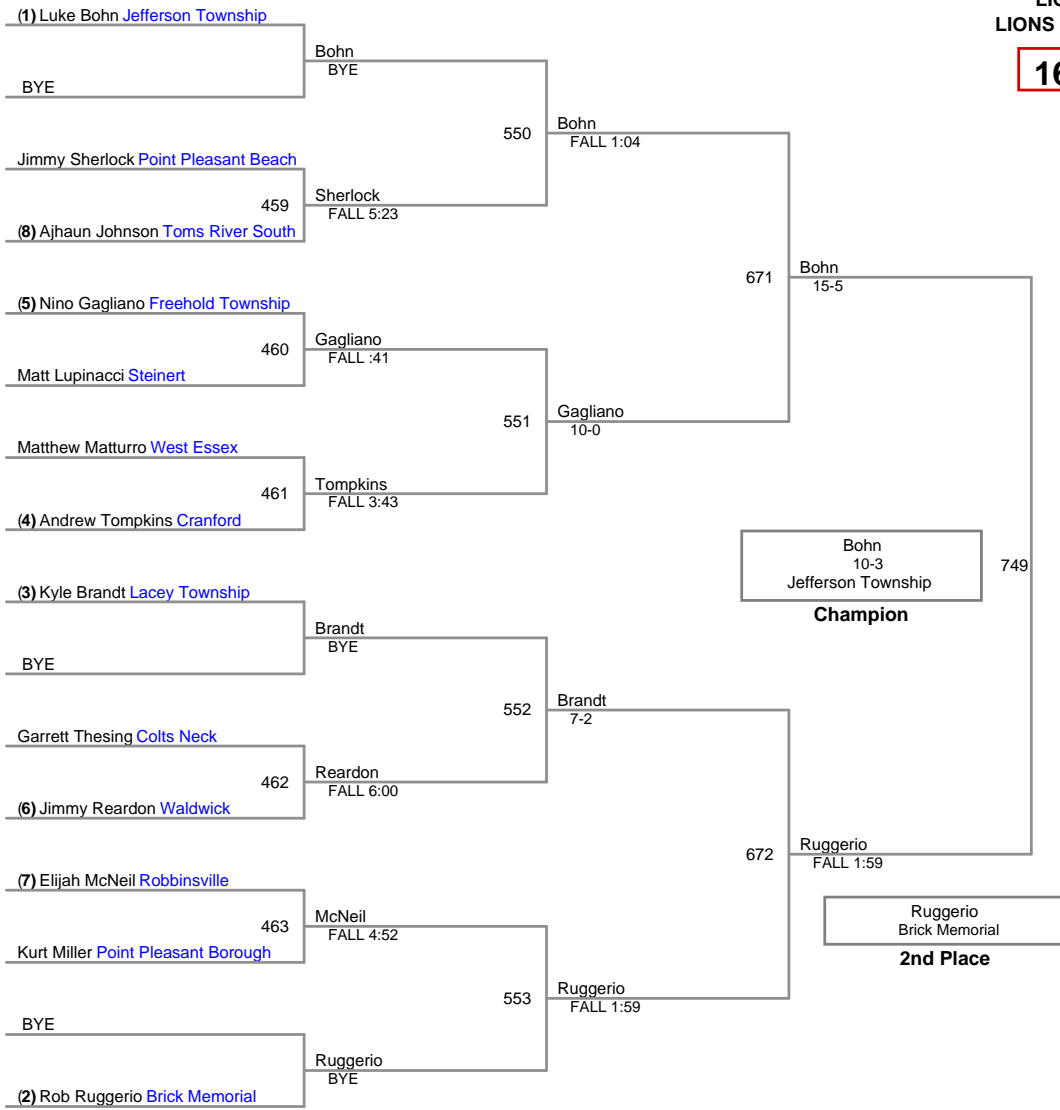 (1) Luke Bohn Jefferson Township
LIONS
16
Bohn
BYE
BYE
550
Bohn
FALL 1:04
Jimmy Sherlock Point Pleasant Beach
459
Sherlock
FALL 5:23
(8) Ajhaun Johnson Toms River South
671
Bohn
15-5
(5) Nino Gagliano Freehold Township
460
Gagliano
FALL :41
Matt Lupinacci Steinert
551
Gagliano
10-0
Matthew Matturro West Essex
461
Tompkins
FALL 3:43
(4) Andrew Tompkins Cranford
Bohn
10-3
Jefferson Township
749
Champion
(3) Kyle Brandt Lacey Township
Brandt
BYE
BYE
552
Brandt
7-2
Garrett Thesing Colts Neck
462
Reardon
FALL 6:00
(6) Jimmy Reardon Waldwick
672
Ruggerio
FALL 1:59
(7) Elijah McNeil Robbinsville
463
McNeil
FALL 4:52
Kurt Miller Point Pleasant Borough
Ruggerio
Brick Memorial
2nd Place
553
Ruggerio
FALL 1:59
BYE
Ruggerio
BYE
(2) Rob Ruggerio Brick Memorial